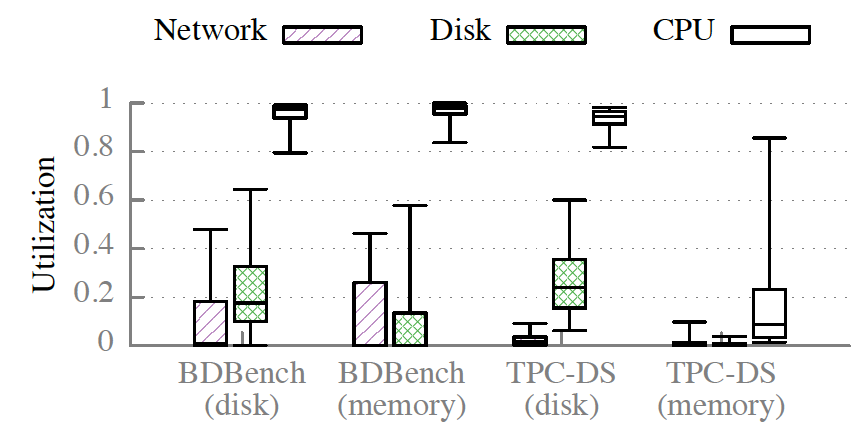 Network Disk CPU
Utilization
1
0.8
0.6
0.4
0.2
0
BDBench BDBench TPC-DS TPC-DS
(disk) (memory) (disk) (memory)